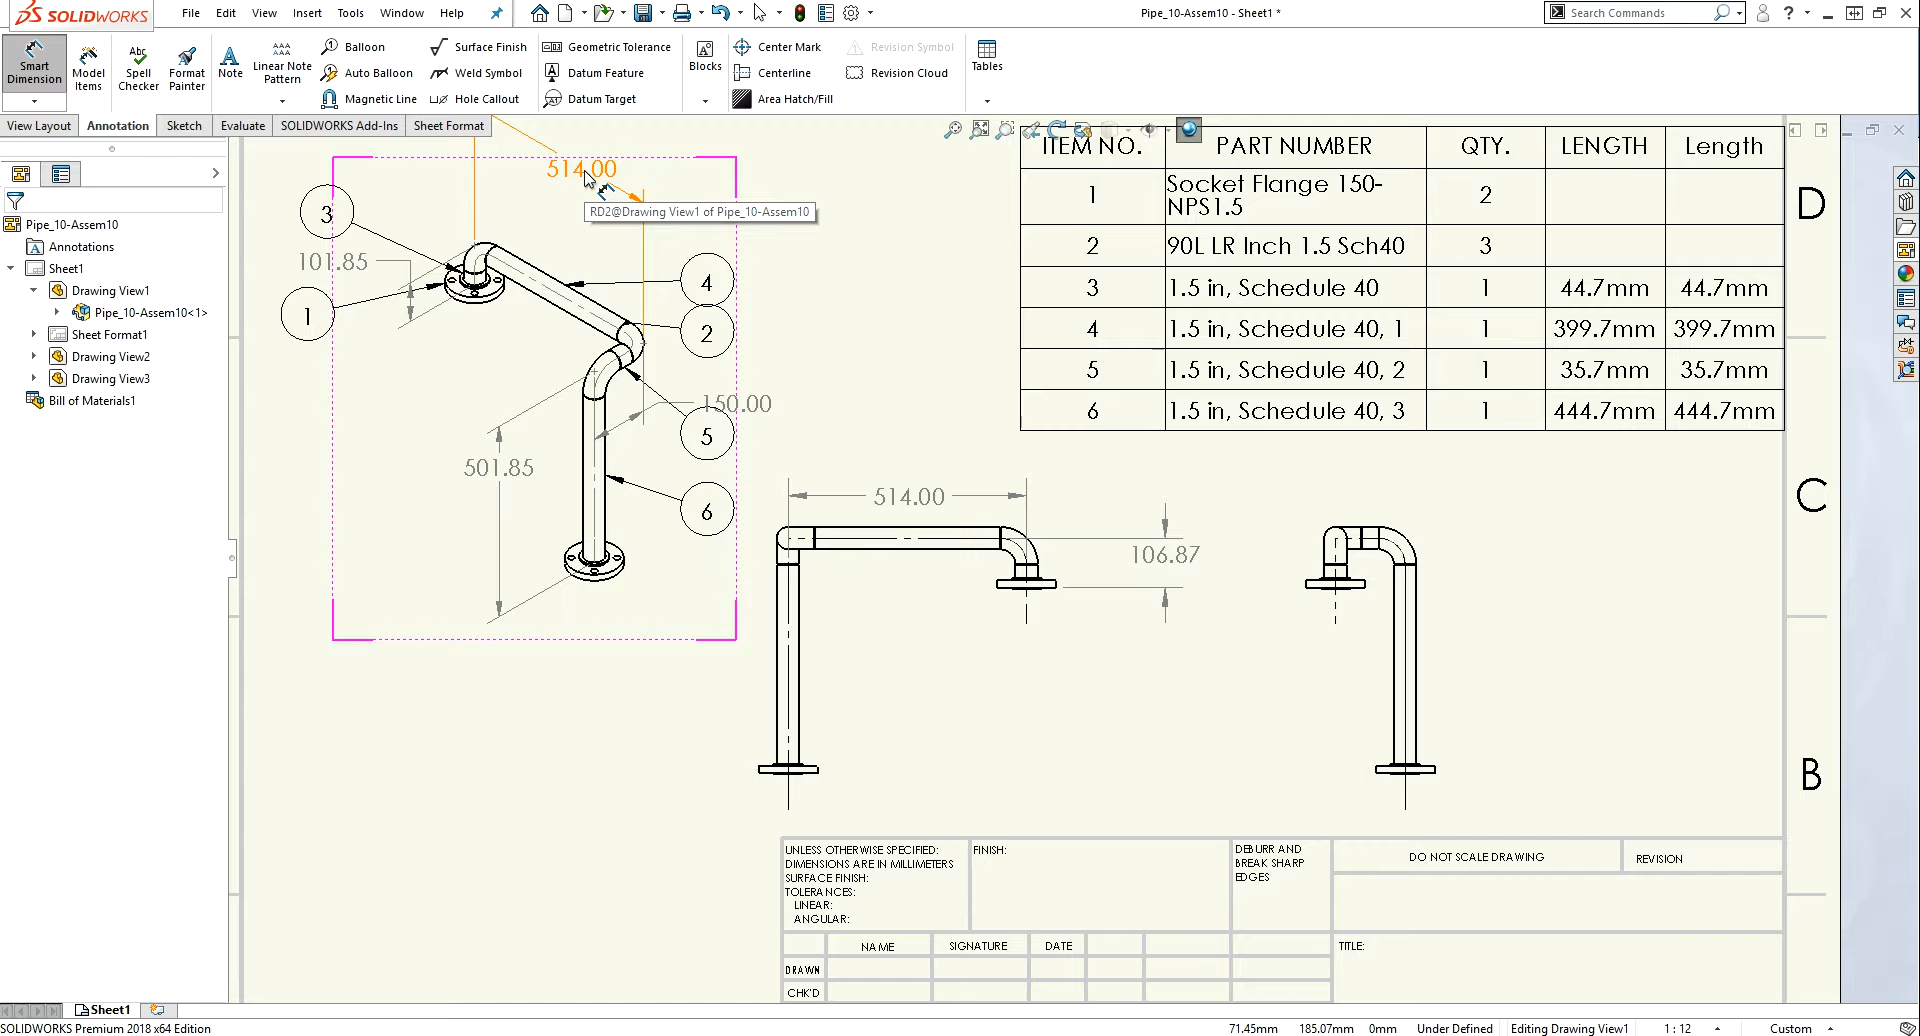 SOLIDWORKS
File Edit View Insert Tools Window Help
Pipe_10-Assem10 - Sheet1 *
Search Commands
Smart Dimension
Model Items
Abc
Spell Checker
Format Painter
Note
Linear Note Pattern
Balloon
Auto Balloon
Magnetic Line
Surface Finish
Weld Symbol
Hole Callout
Geometric Tolerance
Datum Feature
Datum Target
Blocks
Center Mark
Centerline
Area Hatch/Fill
Revision Symbol
Revision Cloud
Tables
View Layout Annotation Sketch Evaluate SOLIDWORKS Add-Ins Sheet Format
Pipe_10-Assem10
Annotations
Sheet1
Drawing View1
Pipe_10-Assem10<1>
Sheet Format1
Drawing View2
Drawing View3
Bill of Materials1
514.00
RD2@Drawing View1 of Pipe_10-Assem10
3
101.85
1
4
2
150.00
5
501.85
6
ITEM NO. PART NUMBER QTY. LENGTH Length
1 Socket Flange 150-NPS1.5 2
2 90L LR Inch 1.5 Sch40 3
3 1.5 in, Schedule 40 1 44.7mm 44.7mm
4 1.5 in, Schedule 40, 1 1 399.7mm 399.7mm
5 1.5 in, Schedule 40, 2 1 35.7mm 35.7mm
6 1.5 in, Schedule 40, 3 1 444.7mm 444.7mm
D
C
B
514.00
106.87
UNLESS OTHERWISE SPECIFIED:
DIMENSIONS ARE IN MILLIMETERS
SURFACE FINISH:
TOLERANCES:
LINEAR:
ANGULAR:
FINISH:
DEBURR AND
BREAK SHARP
EDGES
DO NOT SCALE DRAWING
REVISION
NAME SIGNATURE DATE
TITLE:
DRAWN
CHK'D
Sheet1
SOLIDWORKS Premium 2018 x64 Edition
71.45mm 185.07mm 0mm Under Defined Editing Drawing View1 1 : 12 Custom